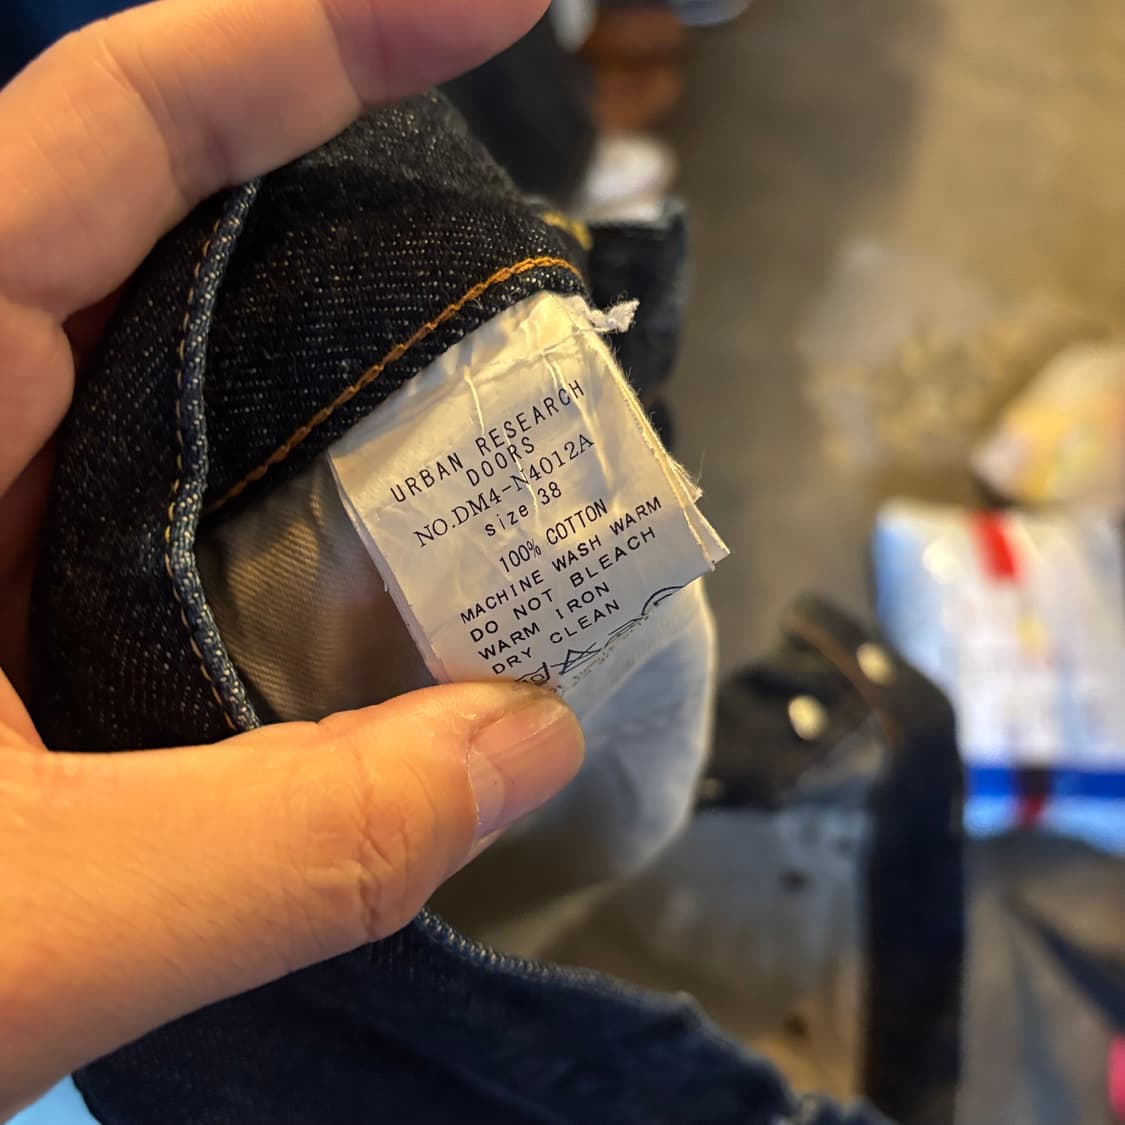 URBAN RESEARCH
DOORS
NO.DM4-N4012A
size 38
100% COTTON
MACHINE WASH WARM
DO NOT BLEACH
WARM IRON
DRY CLEAN